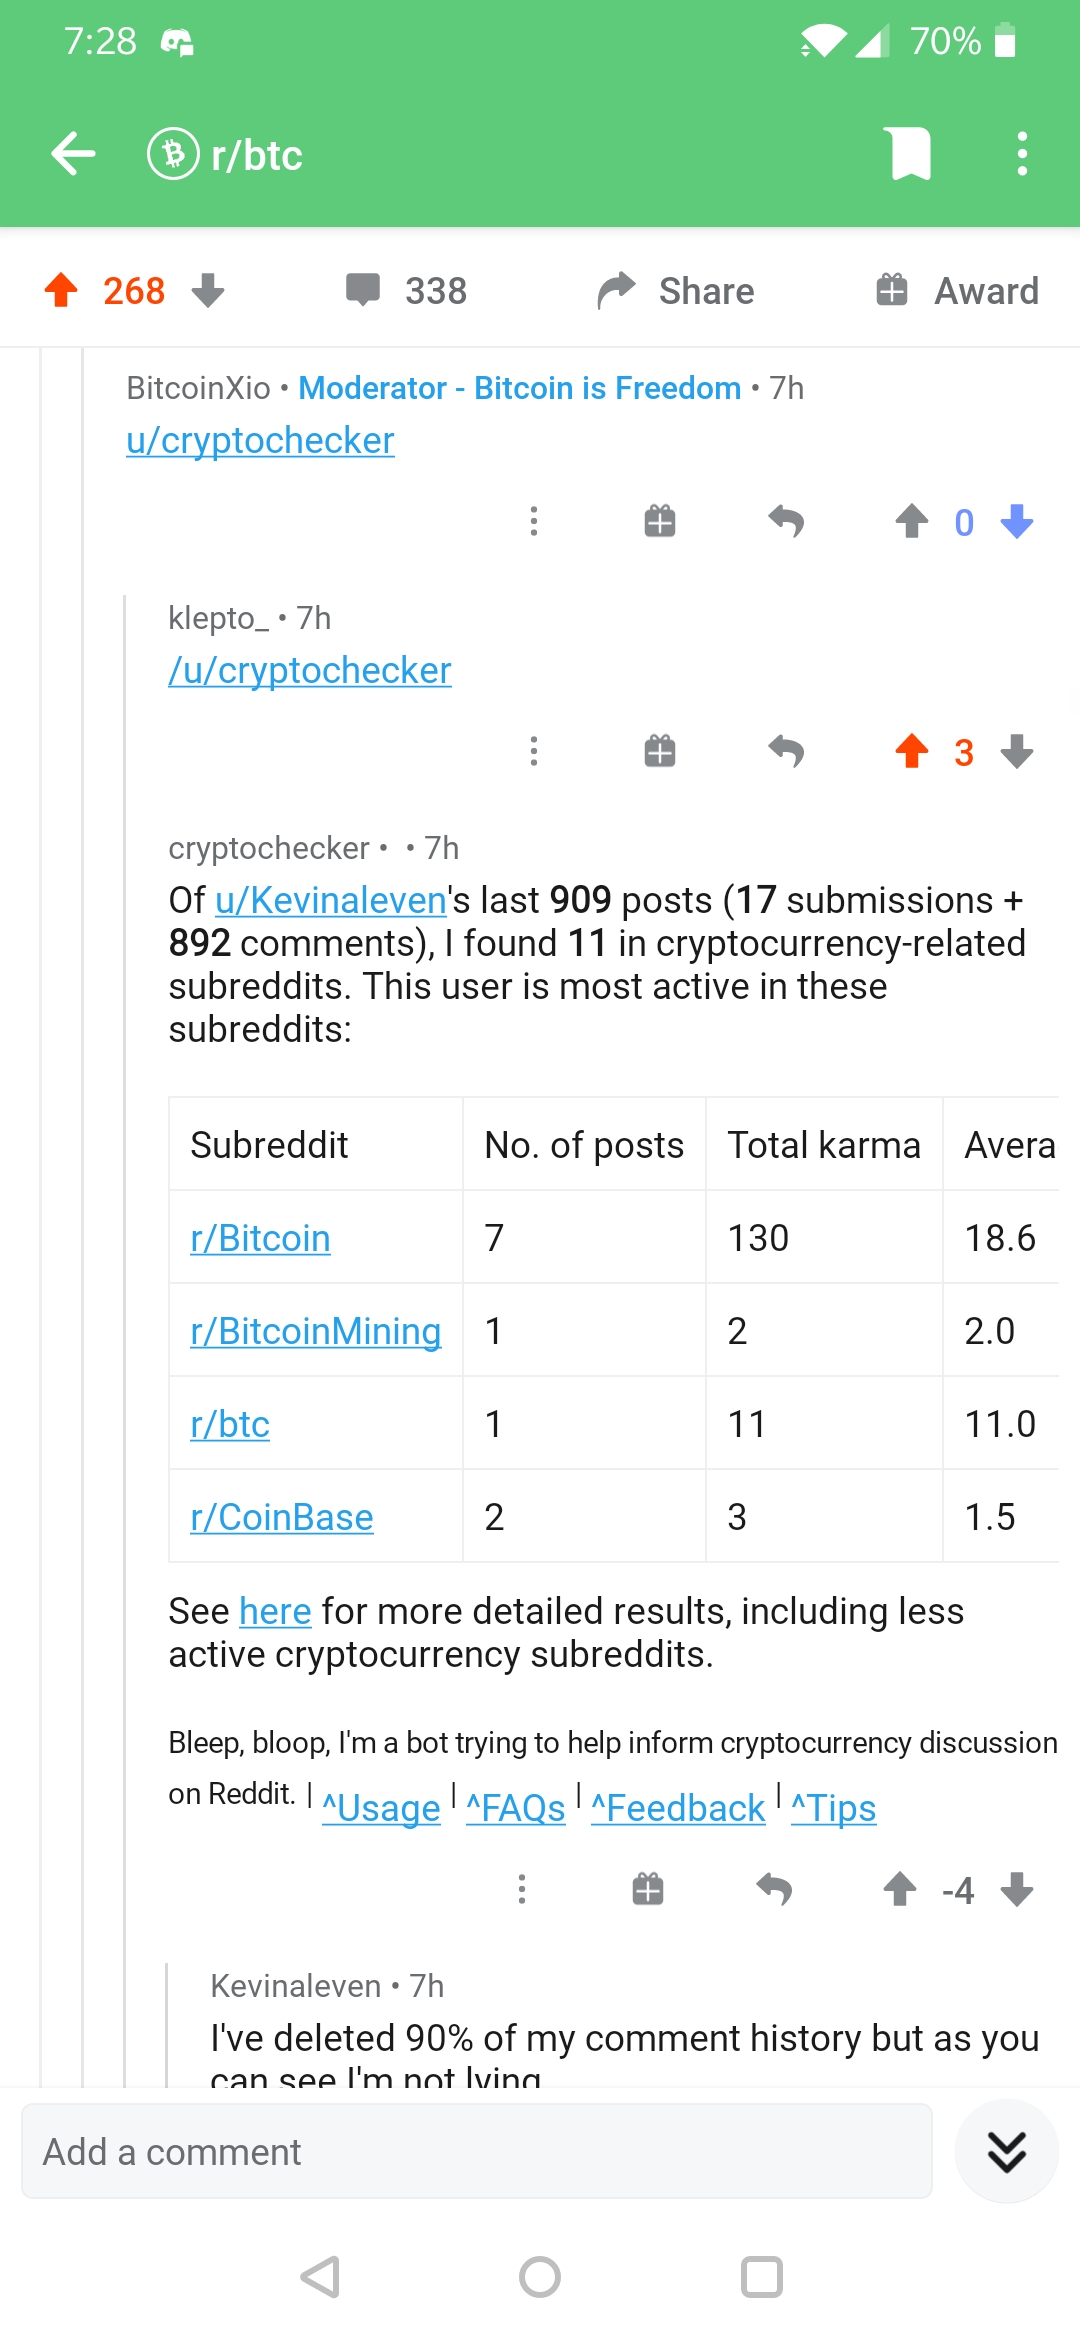 7:28 70%
r/btc
268 338 Share Award
BitcoinXio • Moderator - Bitcoin is Freedom • 7h
u/cryptochecker
0
klepto_ • 7h
/u/cryptochecker
3
cryptochecker • • 7h
Of u/Kevinaleven's last 909 posts (17 submissions +
892 comments), I found 11 in cryptocurrency-related
subreddits. This user is most active in these
subreddits:
Subreddit No. of posts Total karma Avera
r/Bitcoin 7 130 18.6
r/BitcoinMining 1 2 2.0
r/btc 1 11 11.0
r/CoinBase 2 3 1.5
See here for more detailed results, including less
active cryptocurrency subreddits.
Bleep, bloop, I'm a bot trying to help inform cryptocurrency discussion
on Reddit. | ^Usage | ^FAQs | ^Feedback | ^Tips
-4
Kevinaleven • 7h
I've deleted 90% of my comment history but as you
can see I'm not lying
Add a comment